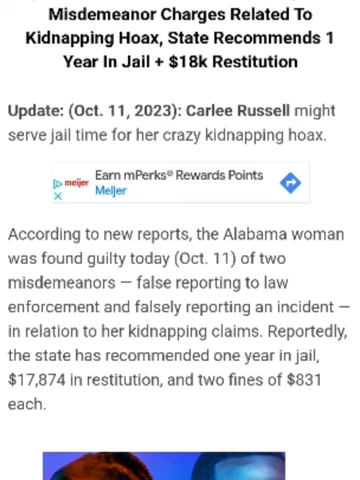 Misdemeanor Charges Related To
Kidnapping Hoax, State Recommends 1
Year In Jail + $18k Restitution
Update: (Oct. 11, 2023): Carlee Russell might
serve jail time for her crazy kidnapping hoax.
meijer
Earn mPerks® Rewards Points
Meijer
According to new reports, the Alabama woman
was found guilty today (Oct. 11) of two
misdemeanors — false reporting to law
enforcement and falsely reporting an incident —
in relation to her kidnapping claims. Reportedly,
the state has recommended one year in jail,
$17,874 in restitution, and two fines of $831
each.